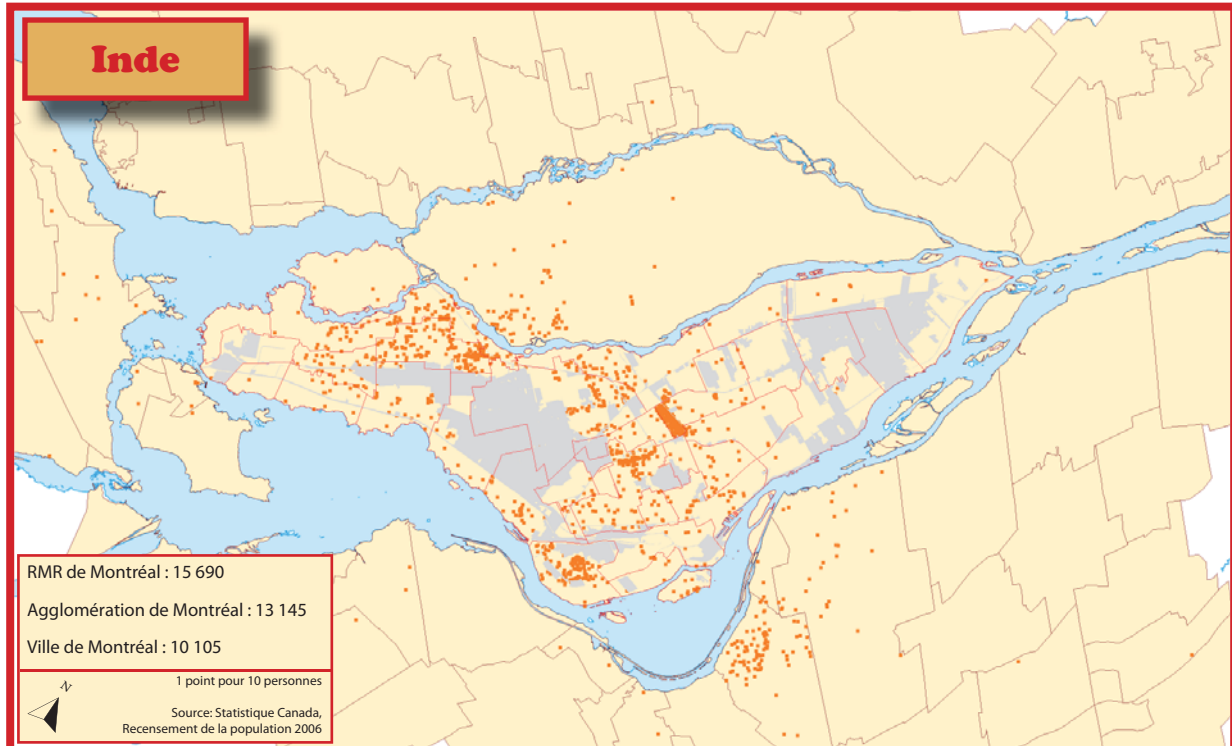 Inde
RMR de Montréal : 15 690
Agglomération de Montréal : 13 145
Ville de Montréal : 10 105
N
1 point pour 10 personnes
Source: Statistique Canada,
Recensement de la population 2006